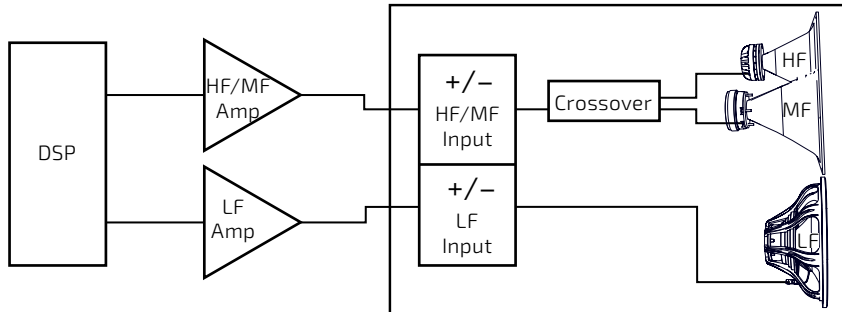 DSP
HF/MF
Amp
LF
Amp
+/−
HF/MF
Input
+/−
LF
Input
Crossover
HF
MF
LF